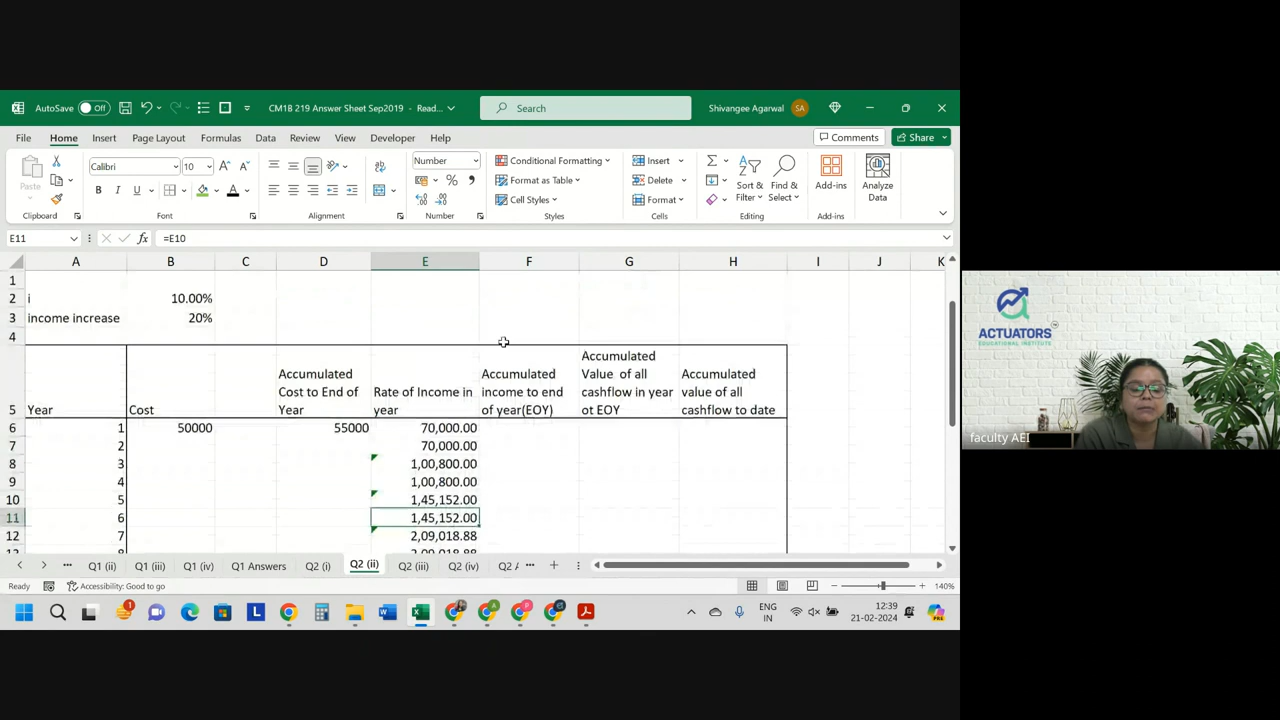 AutoSave Off CM1B 219 Answer Sheet Sep2019 - Read... Search Shivangee Agarwal SA
File Home Insert Page Layout Formulas Data Review View Developer Help Comments Share
Paste Calibri 10 Number Conditional Formatting Insert
B I U Format as Table Delete Sort & Filter Find & Select Add-ins Analyze Data
Cell Styles Format
Clipboard Font Alignment Number Styles Cells Editing Add-ins
E11 =E10
A B C D E F G H I J K
1
2 i 10.00%
3 income increase 20%
4
5 Year Cost Accumulated Cost to End of Year Rate of Income in year Accumulated income to end of year(EOY) Accumulated Value of all cashflow in year ot EOY Accumulated value of all cashflow to date
6 1 50000 55000 70,000.00
7 2 70,000.00
8 3 1,00,800.00
9 4 1,00,800.00
10 5 1,45,152.00
11 6 1,45,152.00
12 7 2,09,018.88
13 8 2,09,018.88
Q1 (ii) Q1 (iii) Q1 (iv) Q1 Answers Q2 (i) Q2 (ii) Q2 (iii) Q2 (iv) Q2 A ...
Ready Accessibility: Good to go 140%
ENG IN 12:39 21-02-2024
ACTUATORS
EDUCATIONAL INSTITUTE
faculty AEI